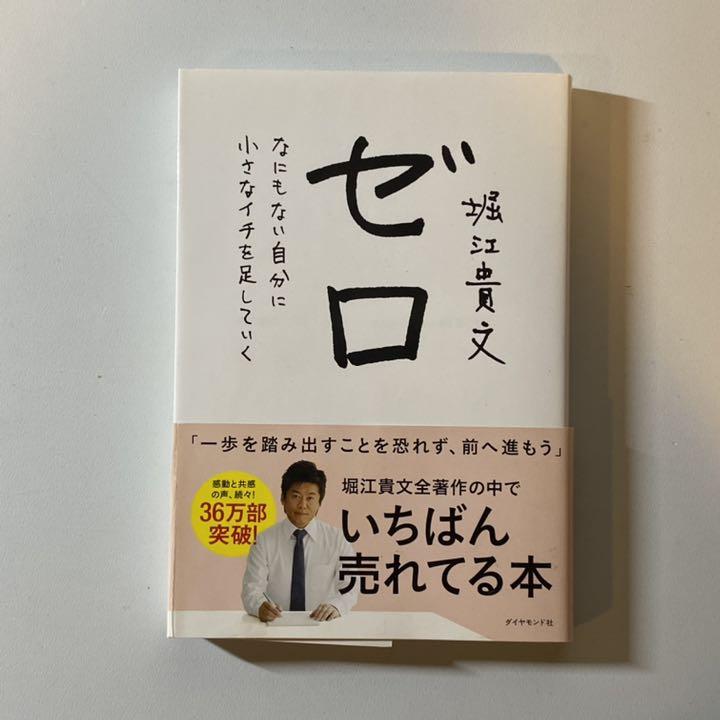 堀江貴文
ゼロ
なにもない自分に
小さなイチを足していく
「一歩を踏み出すことを恐れず、前へ進もう」
感動と共感
の声、続々!
36万部
突破!
堀江貴文全著作の中で
いちばん
売れてる本
ダイヤモンド社